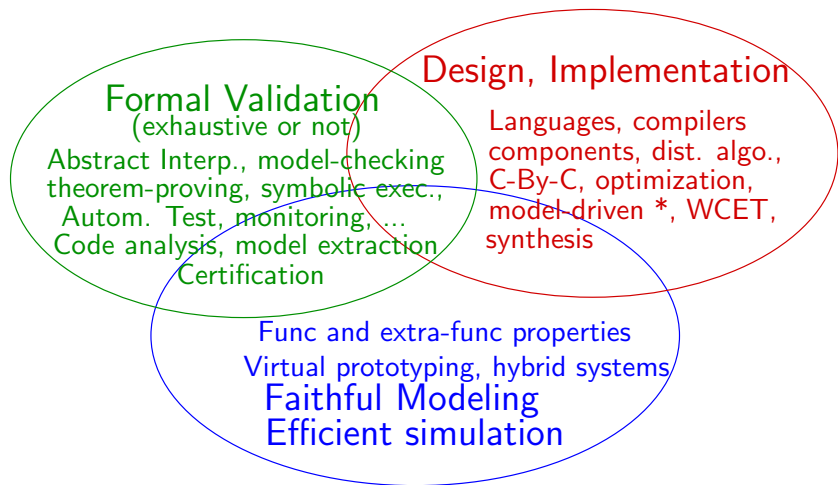 Formal Validation
(exhaustive or not)
Abstract Interp., model-checking
theorem-proving, symbolic exec.,
Autom. Test, monitoring, ...
Code analysis, model extraction
Certification
Design, Implementation
Languages, compilers
components, dist. algo.,
C-By-C, optimization,
model-driven *, WCET,
synthesis
Func and extra-func properties
Virtual prototyping, hybrid systems
Faithful Modeling
Efficient simulation